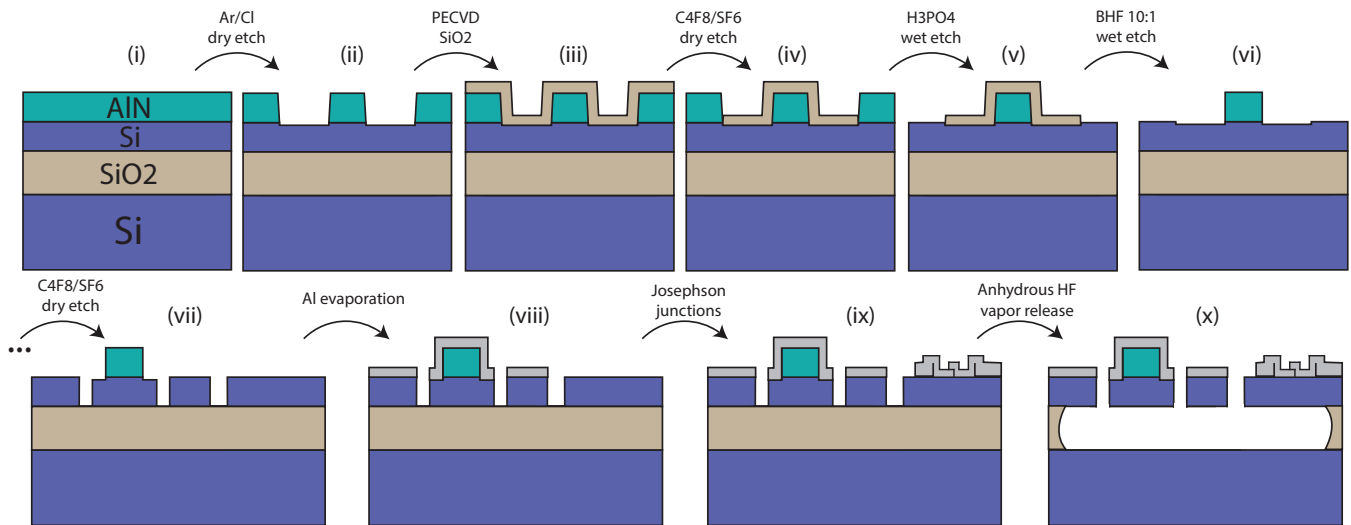 Ar/Cl
dry etch
PECVD
SiO2
C4F8/SF6
dry etch
H3PO4
wet etch
BHF 10:1
wet etch
(i)
(ii)
(iii)
(iv)
(v)
(vi)
AlN
Si
SiO2
Si
C4F8/SF6
dry etch
Al evaporation
Josephson
junctions
Anhydrous HF
vapor release
...
(vii)
(viii)
(ix)
(x)